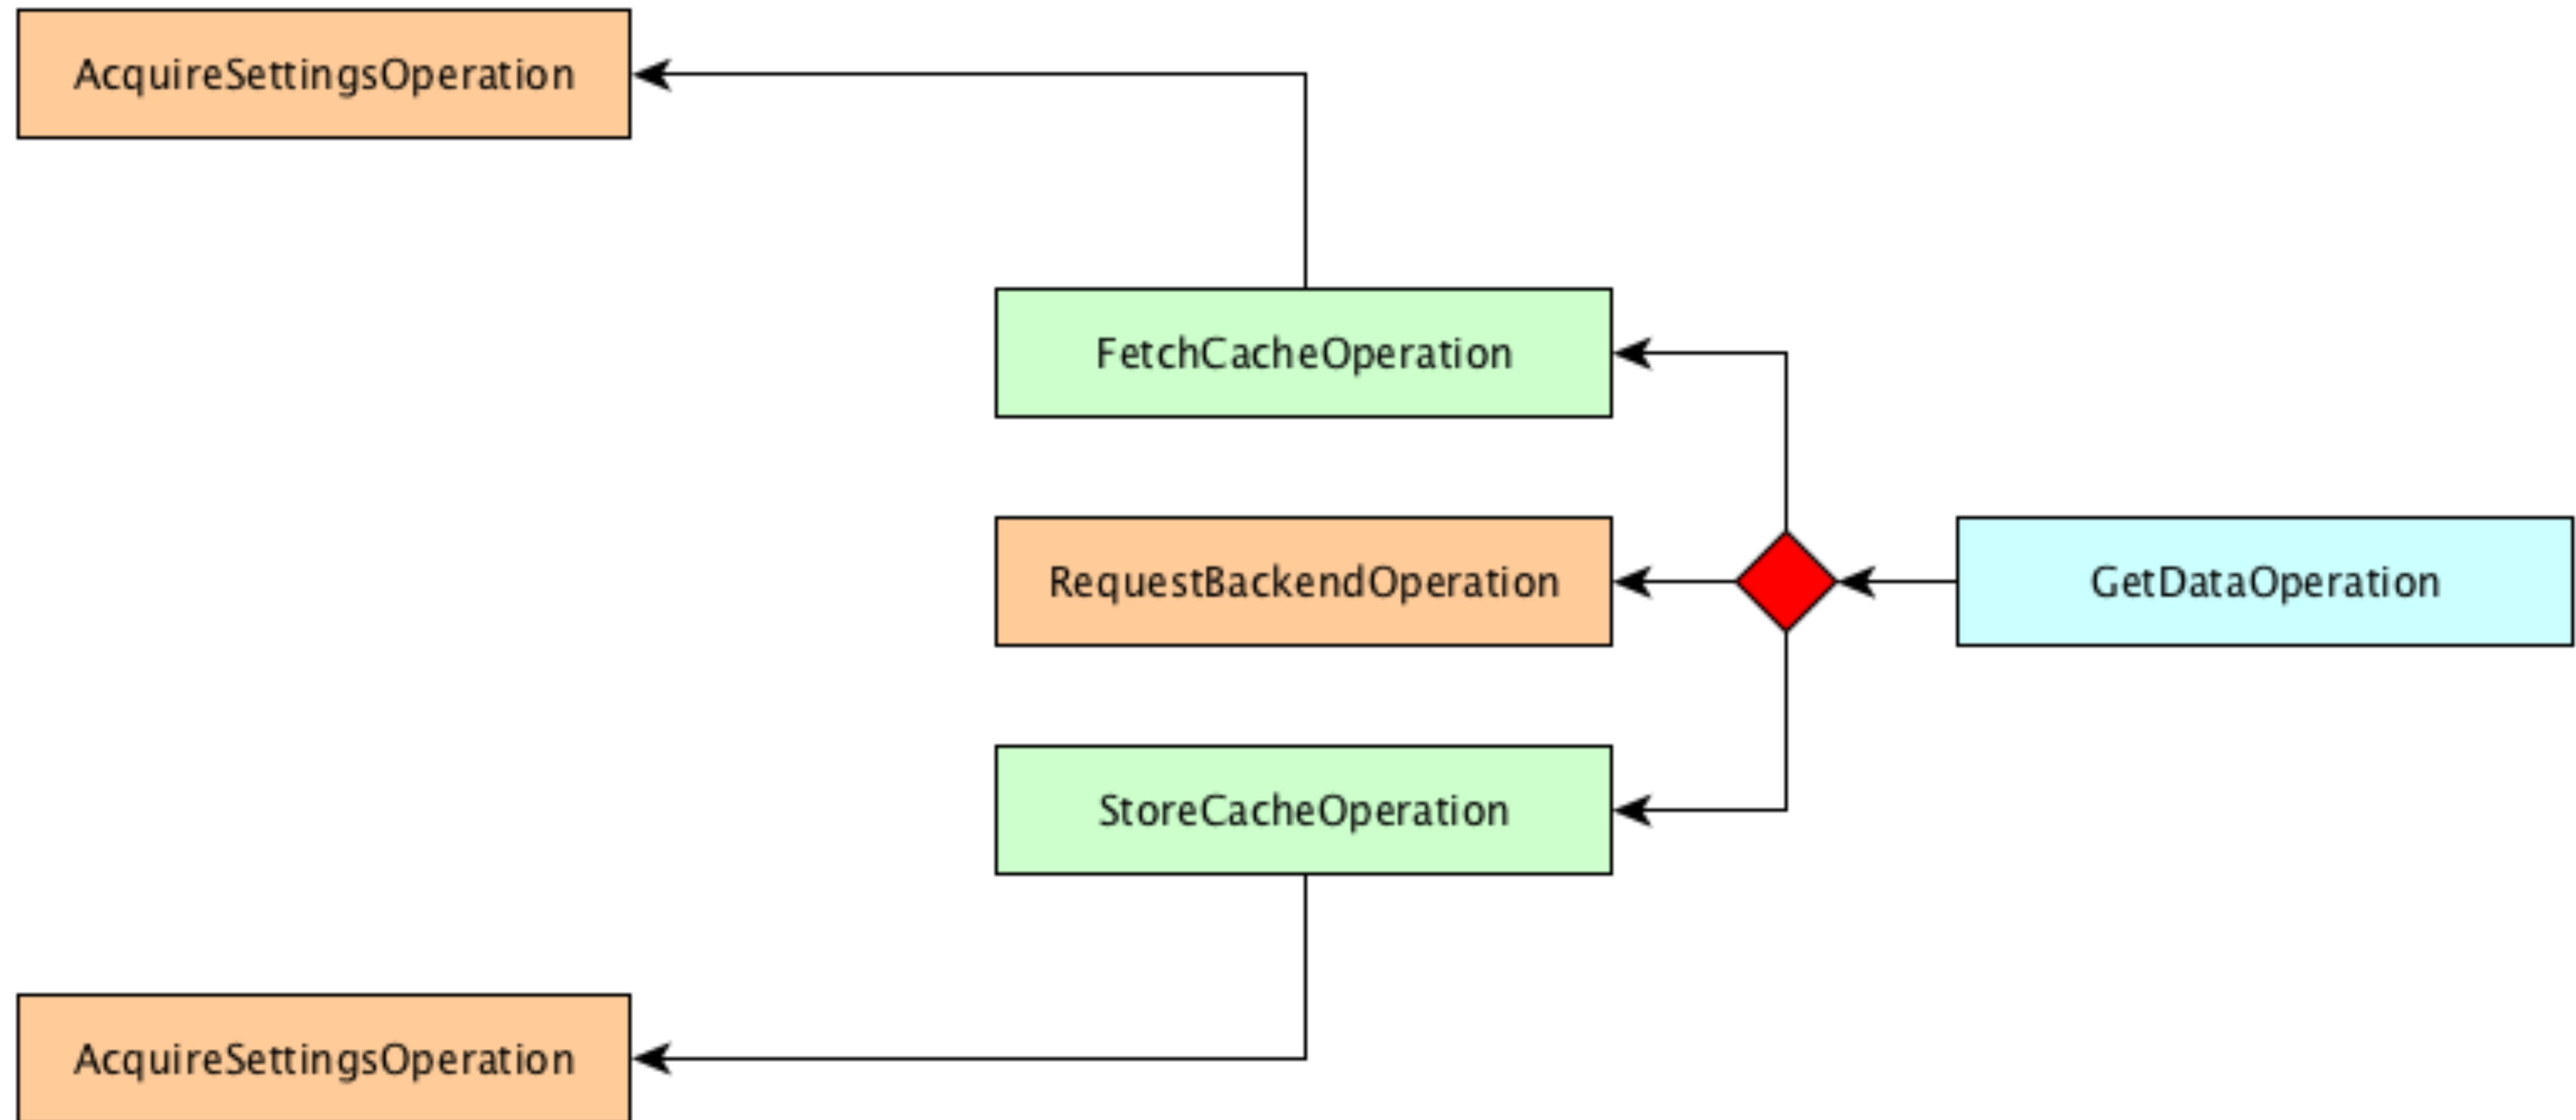 AcquireSettingsOperation
FetchCacheOperation
RequestBackendOperation
GetDataOperation
StoreCacheOperation
AcquireSettingsOperation